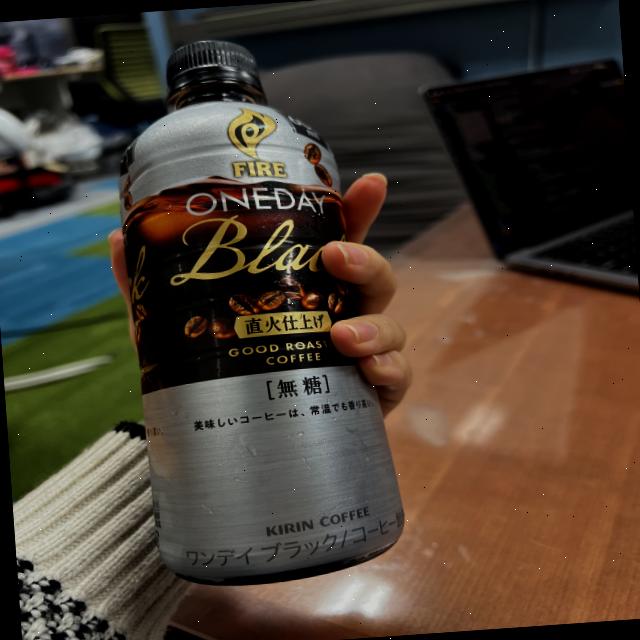 FIRE
ONEDAY
Blac
直火仕上げ
GOOD ROAST
COFFEE
[無糖]
美味しいコーヒーは、常温でも香り
KIRIN COFFEE
ワンデイ ブラック/コーヒー